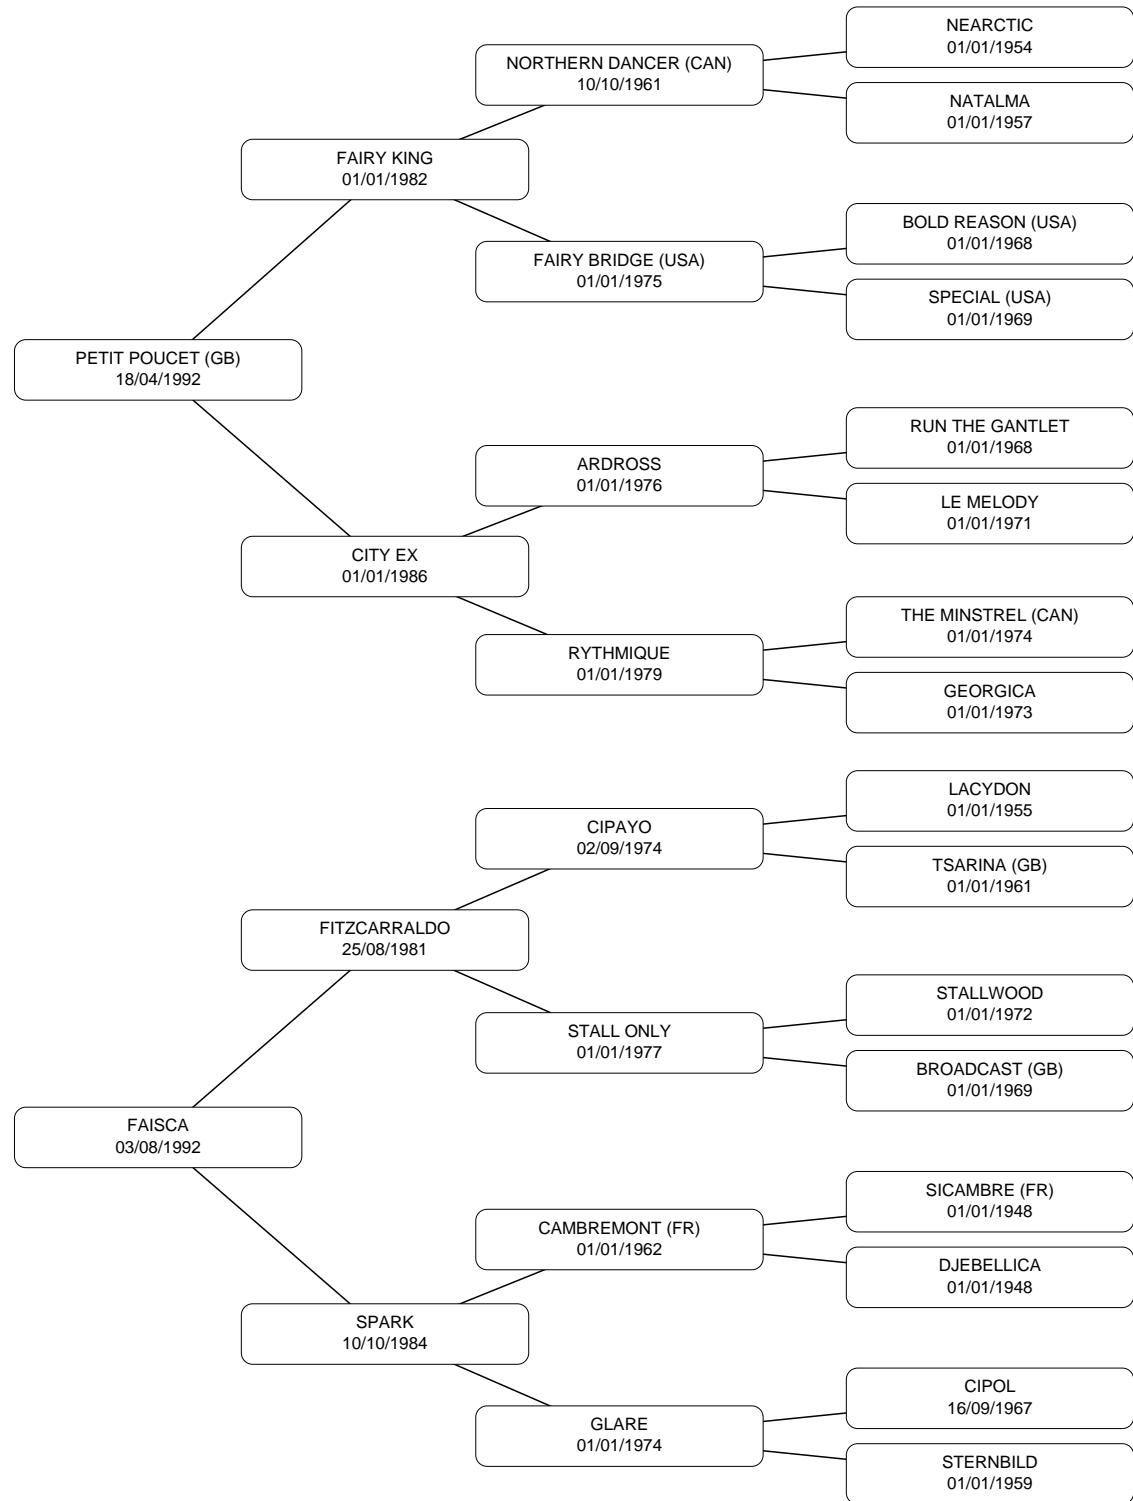 NEARCTIC
01/01/1954
NORTHERN DANCER (CAN)
10/10/1961
NATALMA
01/01/1957
FAIRY KING
01/01/1982
BOLD REASON (USA)
01/01/1968
FAIRY BRIDGE (USA)
01/01/1975
SPECIAL (USA)
01/01/1969
PETIT POUCET (GB)
18/04/1992
RUN THE GANTLET
01/01/1968
ARDROSS
01/01/1976
LE MELODY
01/01/1971
CITY EX
01/01/1986
THE MINSTREL (CAN)
01/01/1974
RYTHMIQUE
01/01/1979
GEORGICA
01/01/1973
LACYDON
01/01/1955
CIPAYO
02/09/1974
TSARINA (GB)
01/01/1961
FITZCARRALDO
25/08/1981
STALLWOOD
01/01/1972
STALL ONLY
01/01/1977
BROADCAST (GB)
01/01/1969
FAISCA
03/08/1992
SICAMBRE (FR)
01/01/1948
CAMBREMONT (FR)
01/01/1962
DJEBELLICA
01/01/1948
SPARK
10/10/1984
CIPOL
16/09/1967
GLARE
01/01/1974
STERNBILD
01/01/1959